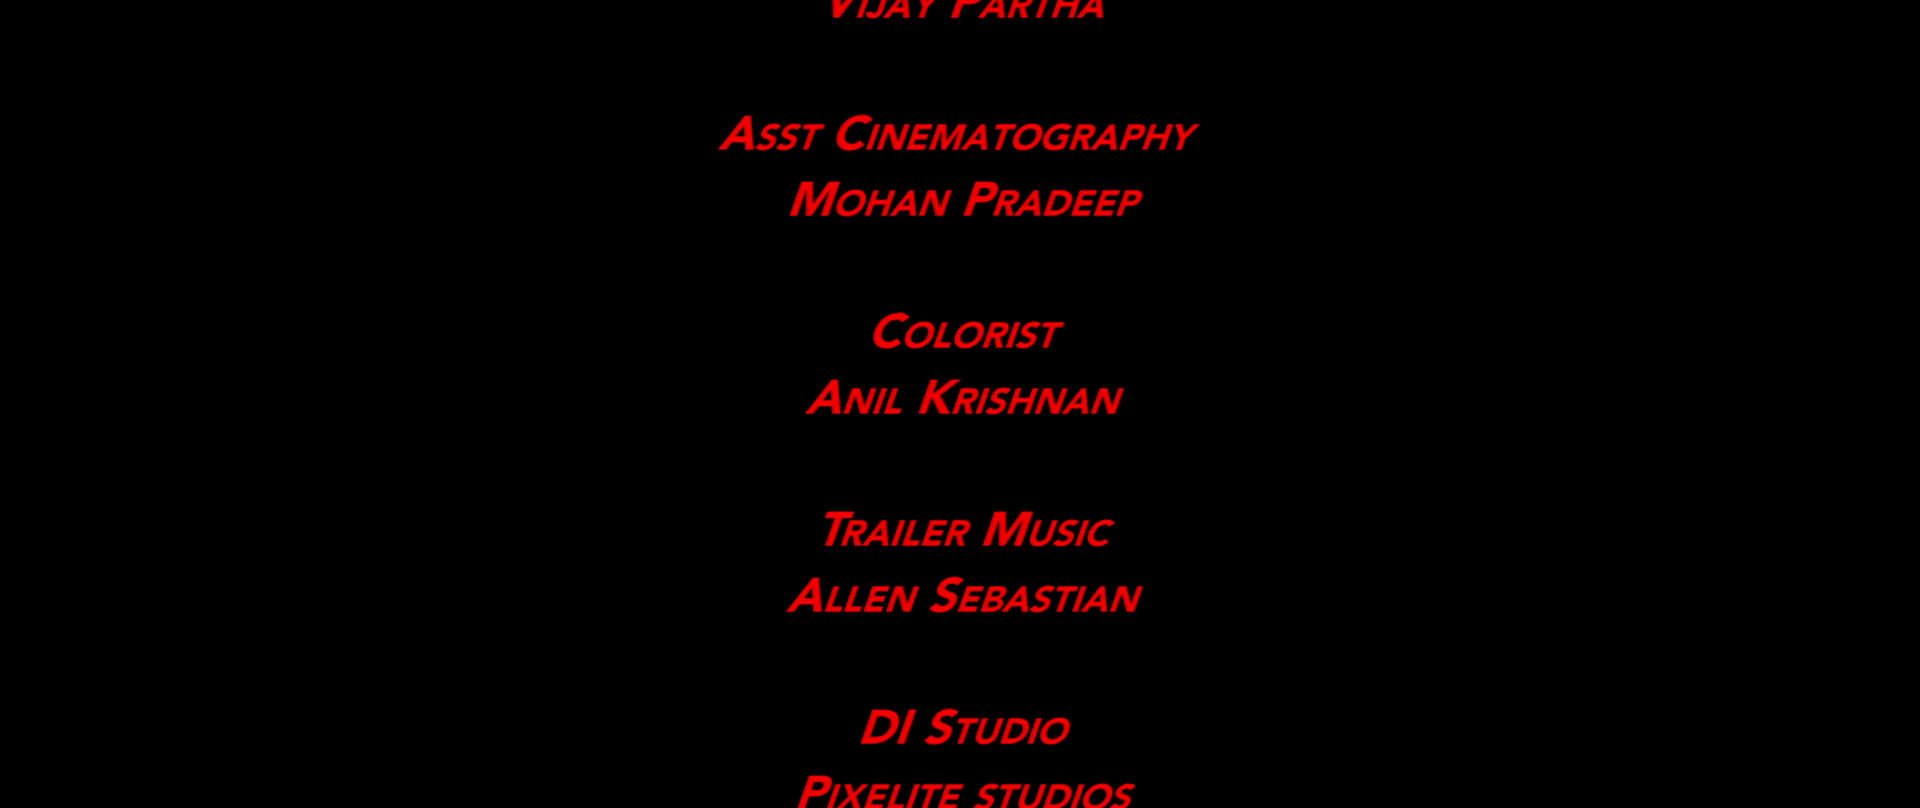 Vijay Partha
Asst Cinematography
Mohan Pradeep
Colorist
Anil Krishnan
Trailer Music
Allen Sebastian
DI Studio
Pixelite studios